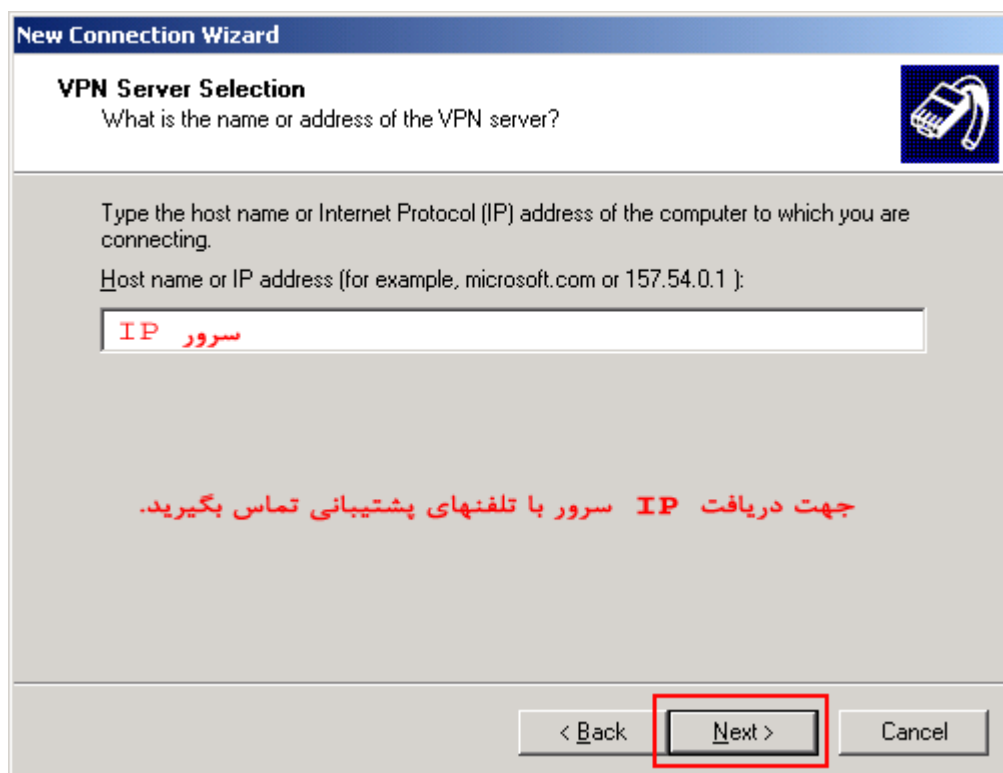 New Connection Wizard
VPN Server Selection
What is the name or address of the VPN server?
Type the host name or Internet Protocol (IP) address of the computer to which you are
connecting.
Host name or IP address (for example, microsoft.com or 157.54.0.1 ):
IP سرور
جهت دریافت IP سرور با تلفنهای پشتیبانی تماس بگیرید.
< Back
Next >
Cancel